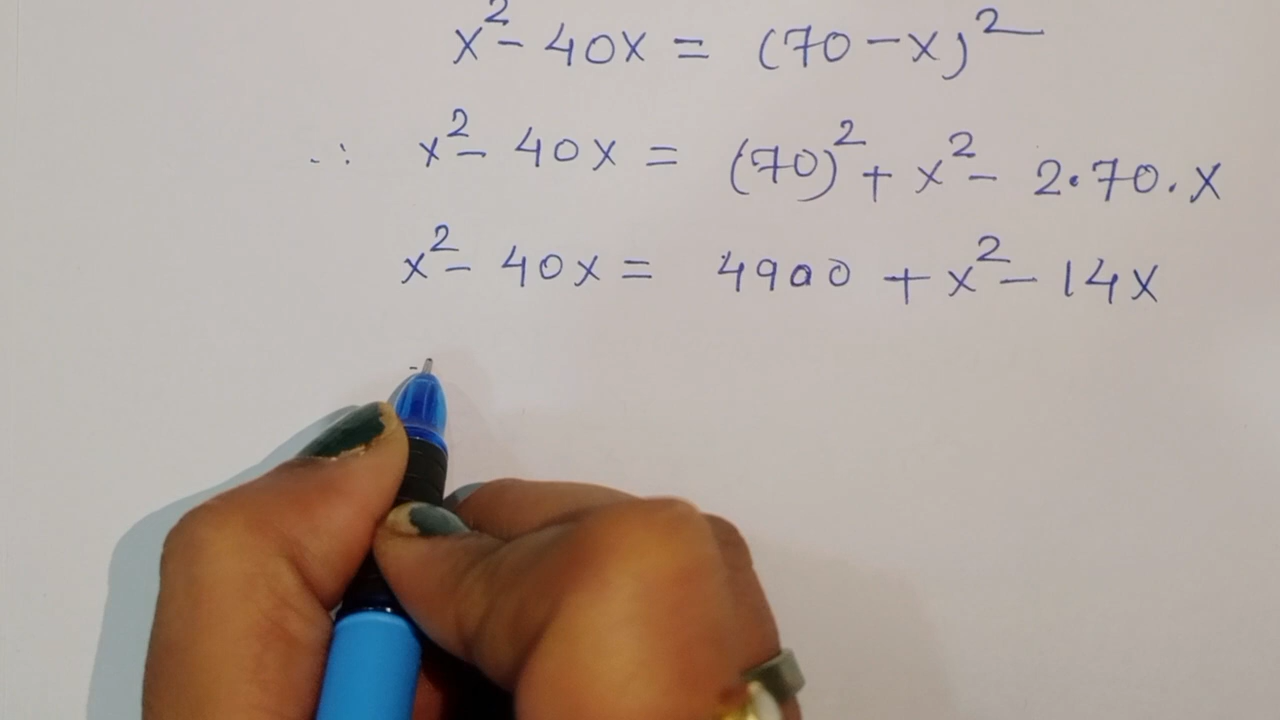 x² - 40x = (70 - x)²
∴ x² - 40x = (70)² + x² - 2·70·x
x² - 40x = 4900 + x² - 14x